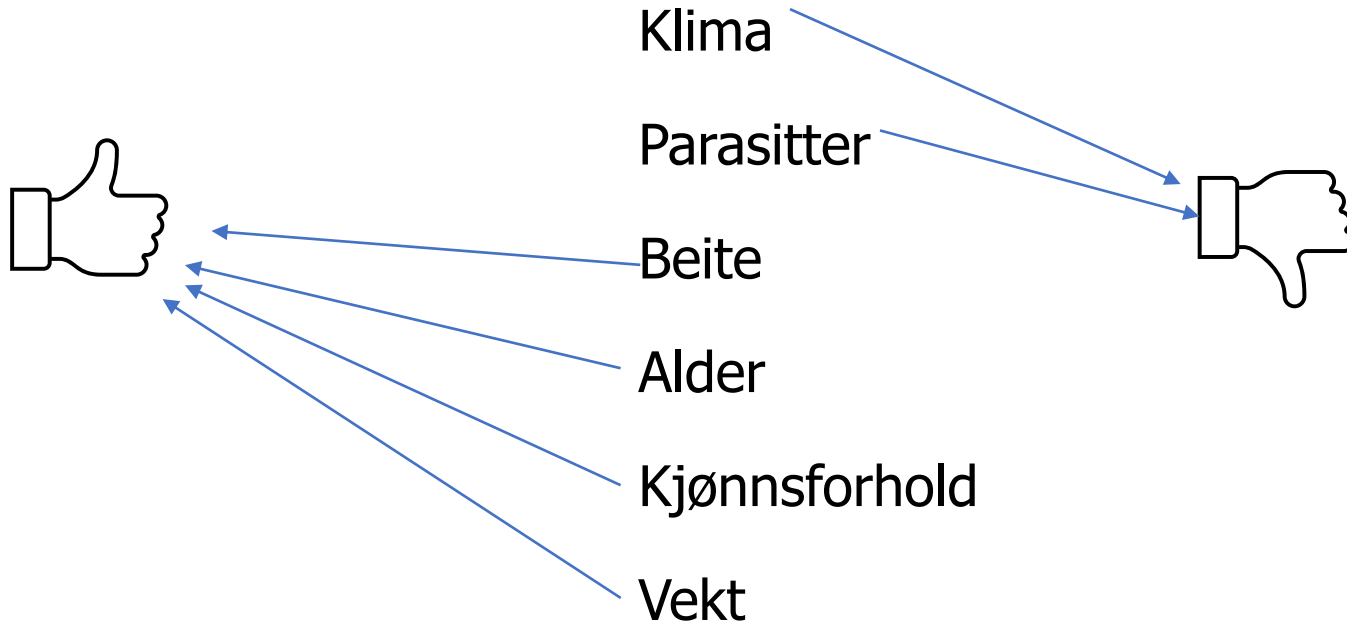 Klima
Parasitter
Beite
Alder
Kjønnsforhold
Vekt